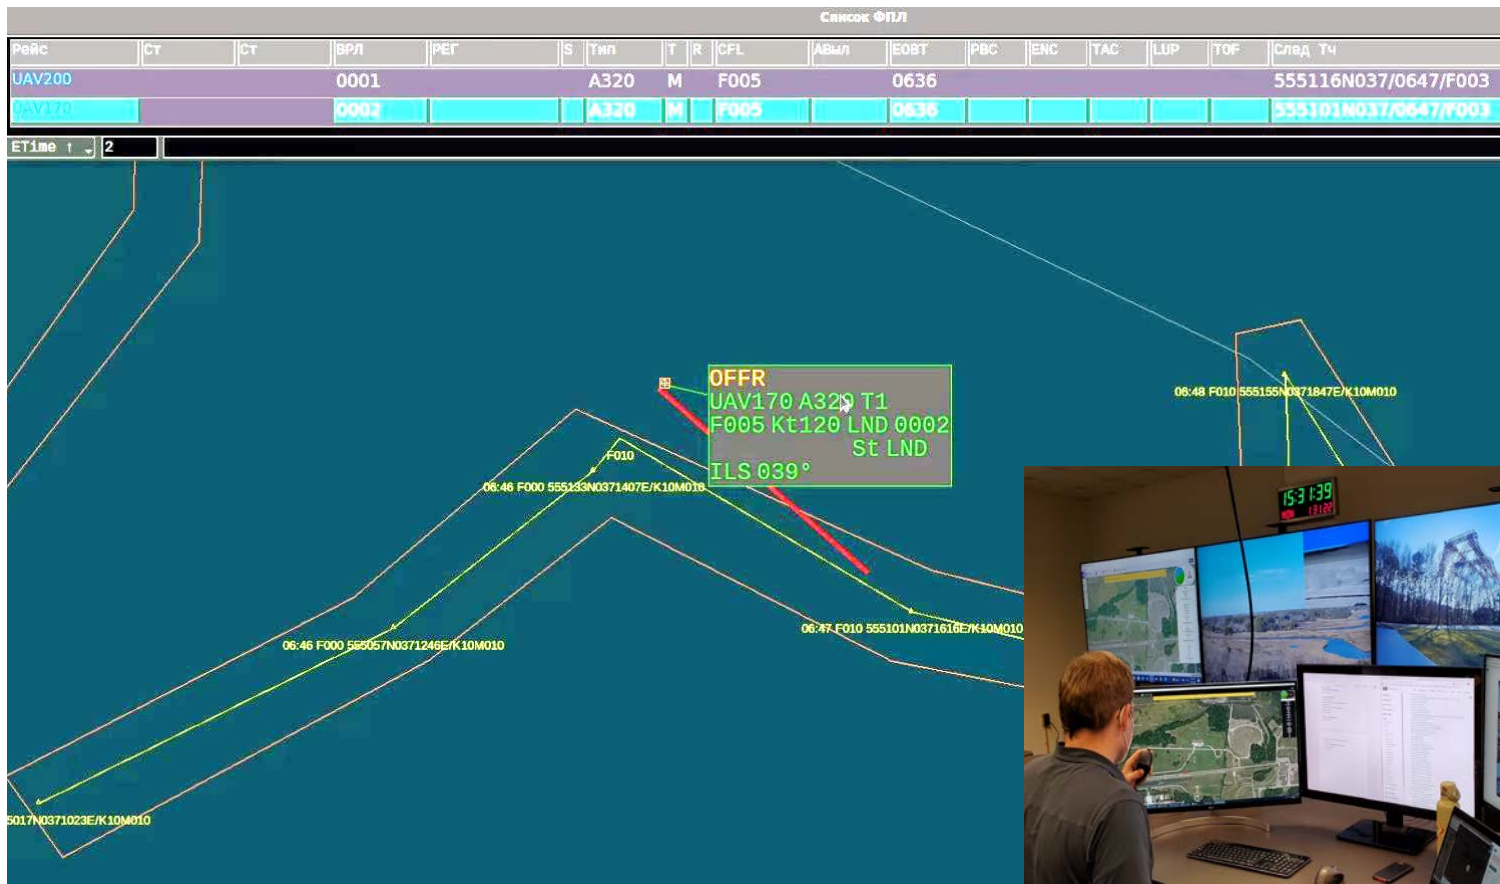 Список ФПЛ
Рейс Ст Ст ВРЛ РЕГ S Тип T R CFL АВыл EOBT PBC ENC TAC LUP TOF След Тч
UAV200 0001 A320 M F005 0636 555116N037/0647/F003
UAV170 0002 A320 M F005 0636 555101N037/0647/F003
ETime ↑ 2
OFFR
UAV170 A320 T1
F005 Kt120 LND 0002
St LND
ILS 039°
06:48 F010 555155N0371847E/K10M010
F010
06:46 F000 555133N0371407E/K10M010
06:47 F010 555101N0371616E/K10M010
06:46 F000 555057N0371246E/K10M010
5017N0371023E/K10M010
15:31:39